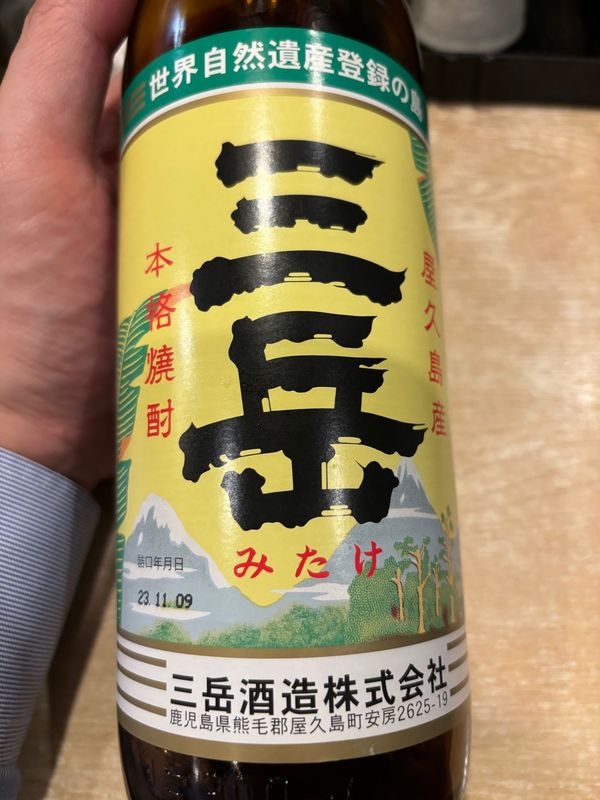 世界自然遺産登録の島
三岳
本格焼酎
屋久島産
みたけ
詰口年月日
23.11.09
三岳酒造株式会社
鹿児島県熊毛郡屋久島町安房2625-19